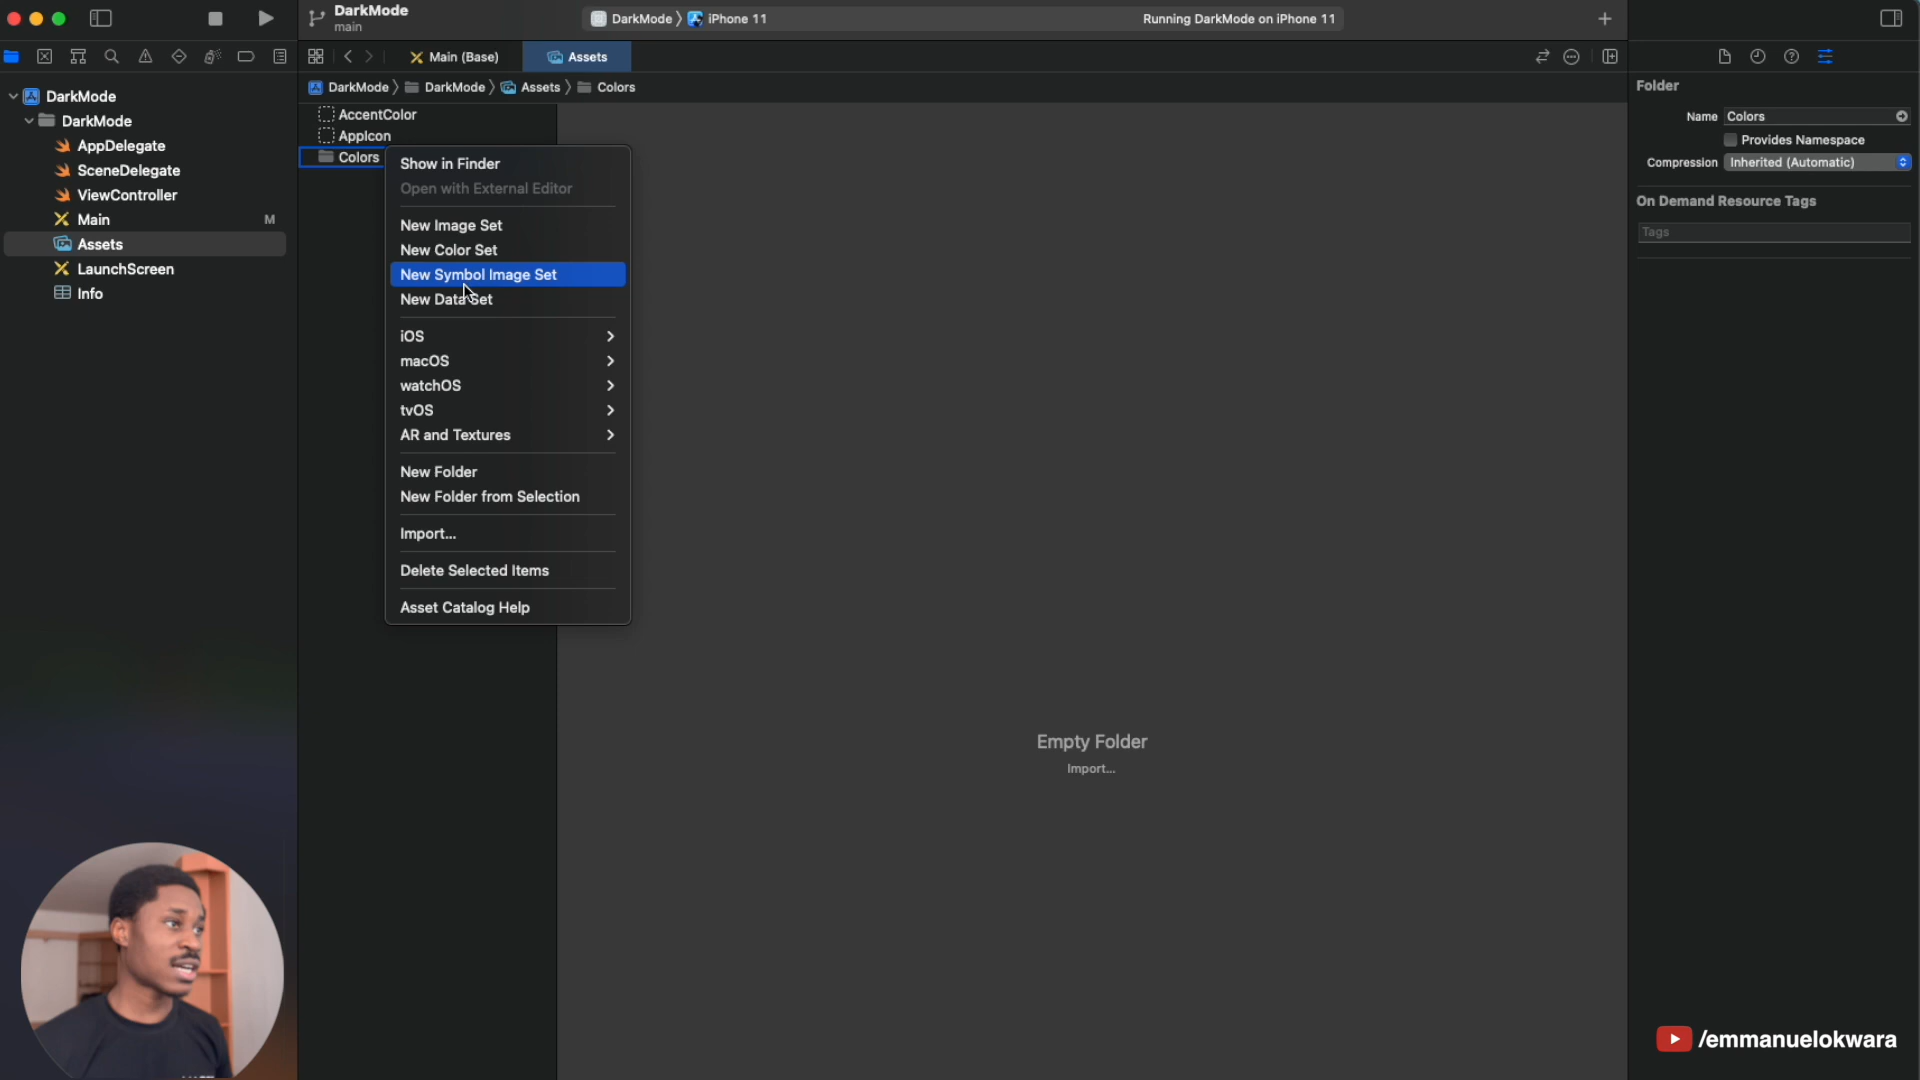 DarkMode
main
DarkMode
iPhone 11
Running DarkMode on iPhone 11
Main (Base)
Assets
DarkMode
DarkMode
Assets
Colors
DarkMode
DarkMode
AppDelegate
SceneDelegate
ViewController
Main
M
Assets
LaunchScreen
Info
AccentColor
AppIcon
Colors
Show in Finder
Open with External Editor
New Image Set
New Color Set
New Symbol Image Set
New Data Set
iOS
macOS
watchOS
tvOS
AR and Textures
New Folder
New Folder from Selection
Import...
Delete Selected Items
Asset Catalog Help
Empty Folder
Import...
Folder
Name Colors
Provides Namespace
Compression Inherited (Automatic)
On Demand Resource Tags
Tags
/emmanuelokwara